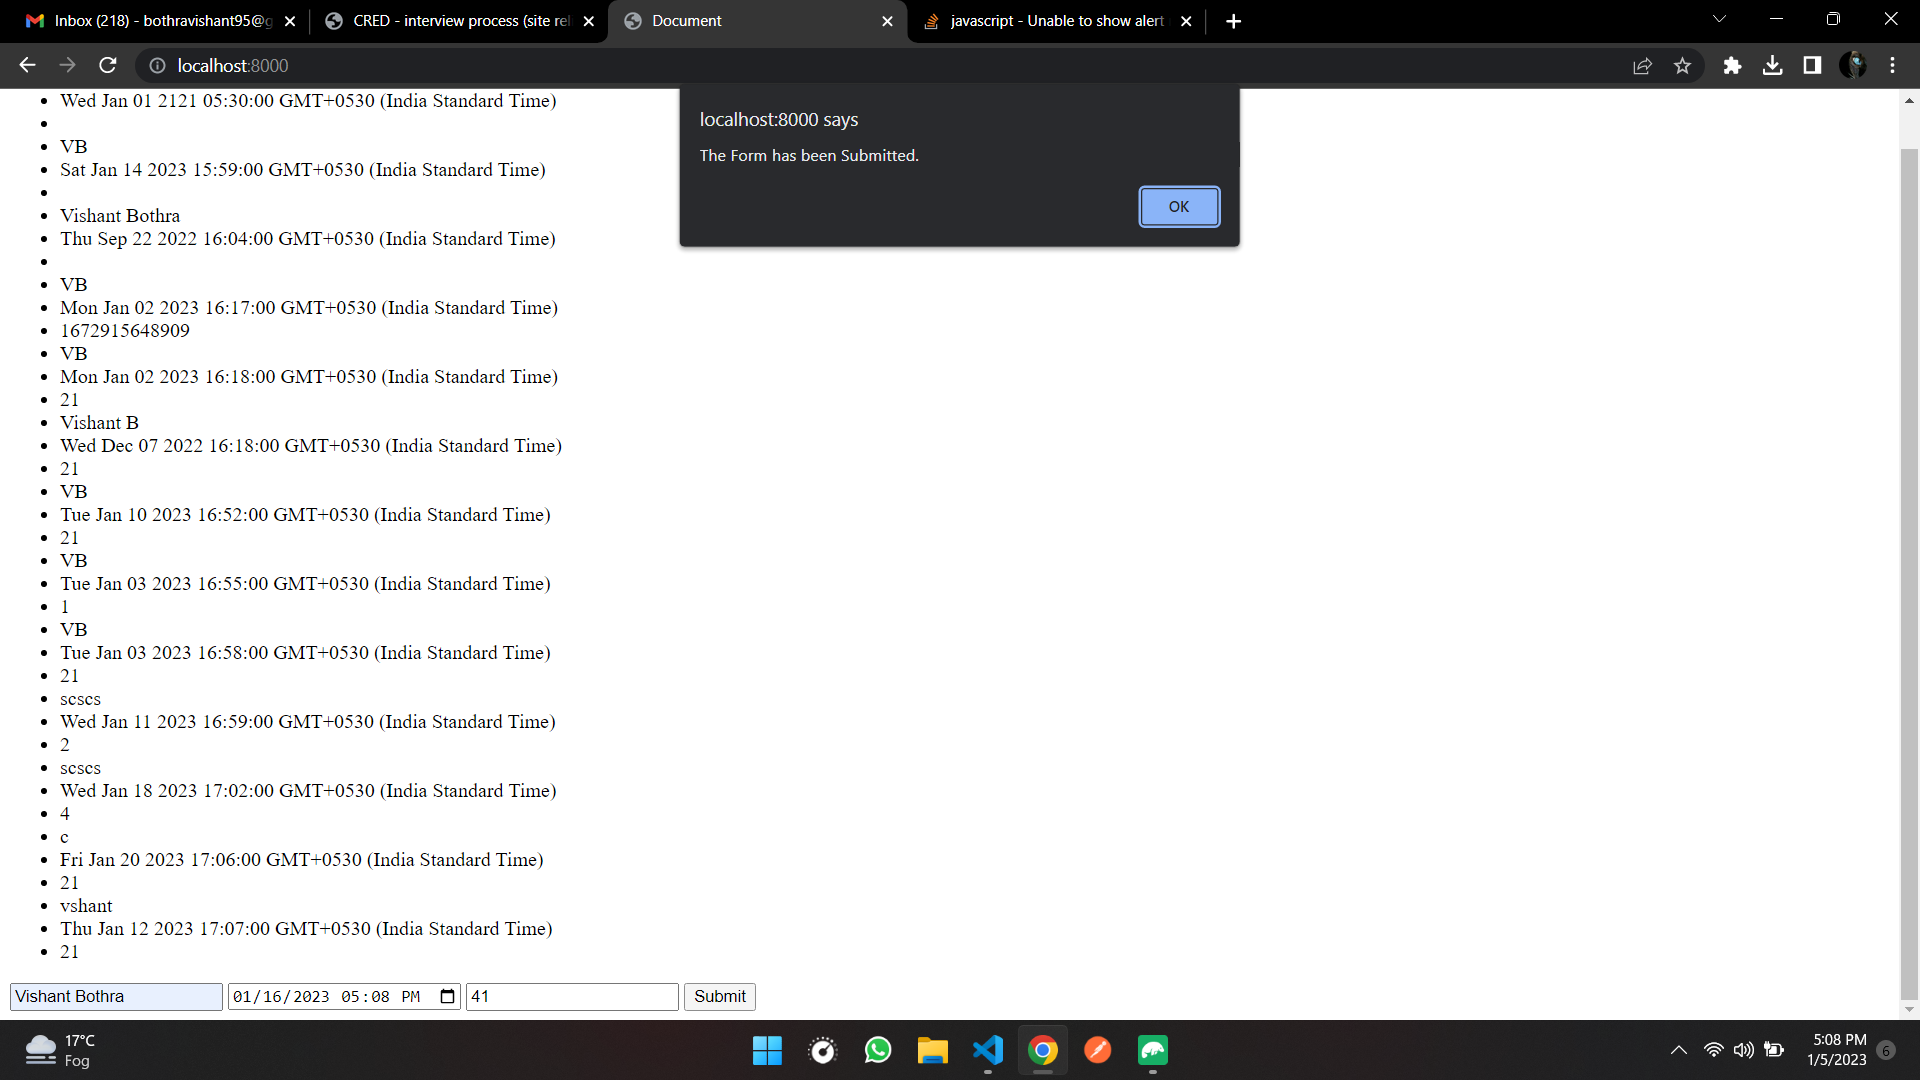 Inbox (218) - bothravishant95@g
CRED - interview process (site rel
Document
javascript - Unable to show alert
localhost:8000
Wed Jan 01 2121 05:30:00 GMT+0530 (India Standard Time)
VB
Sat Jan 14 2023 15:59:00 GMT+0530 (India Standard Time)
Vishant Bothra
Thu Sep 22 2022 16:04:00 GMT+0530 (India Standard Time)
VB
Mon Jan 02 2023 16:17:00 GMT+0530 (India Standard Time)
1672915648909
VB
Mon Jan 02 2023 16:18:00 GMT+0530 (India Standard Time)
21
Vishant B
Wed Dec 07 2022 16:18:00 GMT+0530 (India Standard Time)
21
VB
Tue Jan 10 2023 16:52:00 GMT+0530 (India Standard Time)
21
VB
Tue Jan 03 2023 16:55:00 GMT+0530 (India Standard Time)
1
VB
Tue Jan 03 2023 16:58:00 GMT+0530 (India Standard Time)
21
scscs
Wed Jan 11 2023 16:59:00 GMT+0530 (India Standard Time)
2
scscs
Wed Jan 18 2023 17:02:00 GMT+0530 (India Standard Time)
4
c
Fri Jan 20 2023 17:06:00 GMT+0530 (India Standard Time)
21
vshant
Thu Jan 12 2023 17:07:00 GMT+0530 (India Standard Time)
21
localhost:8000 says
The Form has been Submitted.
OK
Vishant Bothra
01/16/2023 05:08 PM
41
Submit
17°C
Fog
5:08 PM
1/5/2023
6